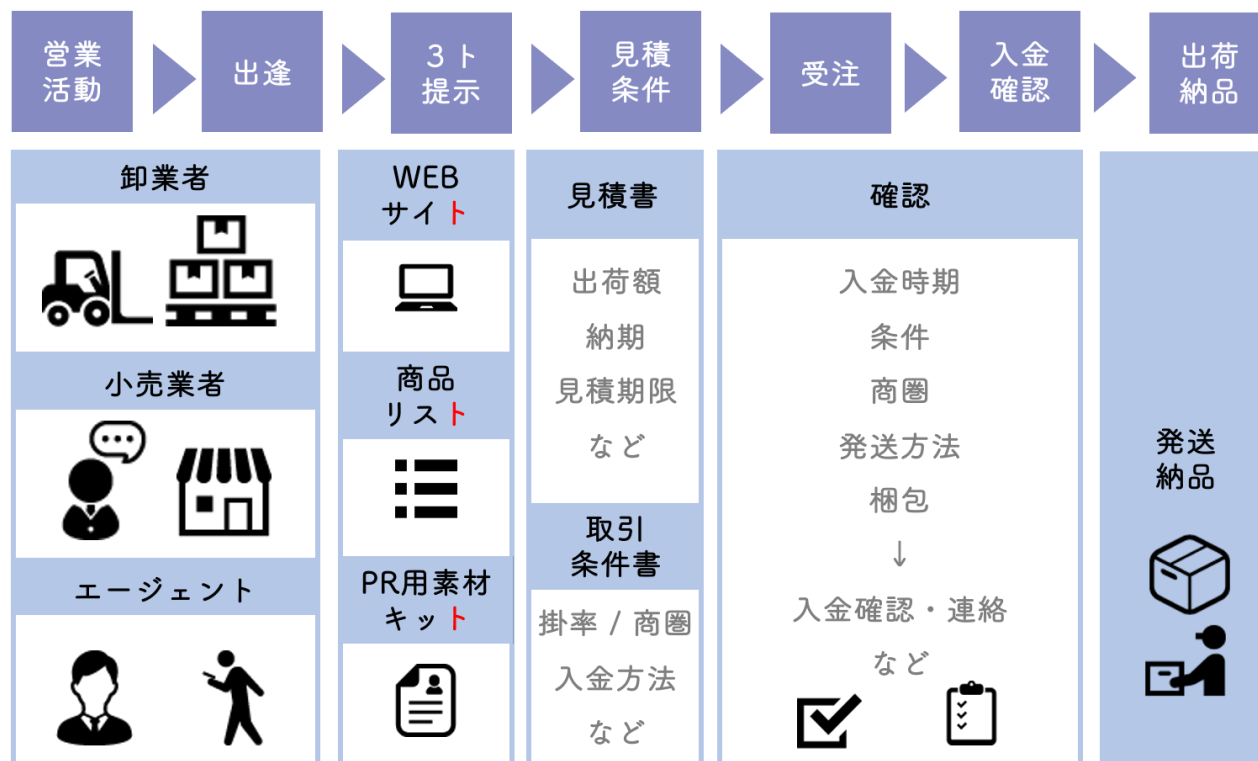 営業
活動
出逢
３ト
提示
見積
条件
受注
入金
確認
出荷
納品
卸業者
小売業者
エージェント
WEB
サイト
商品
リスト
PR用素材
キット
見積書
出荷額
納期
見積期限
など
取引
条件書
掛率 / 商圏
入金方法
など
確認
入金時期
条件
商圏
発送方法
梱包
↓
入金確認・連絡
など
発送
納品